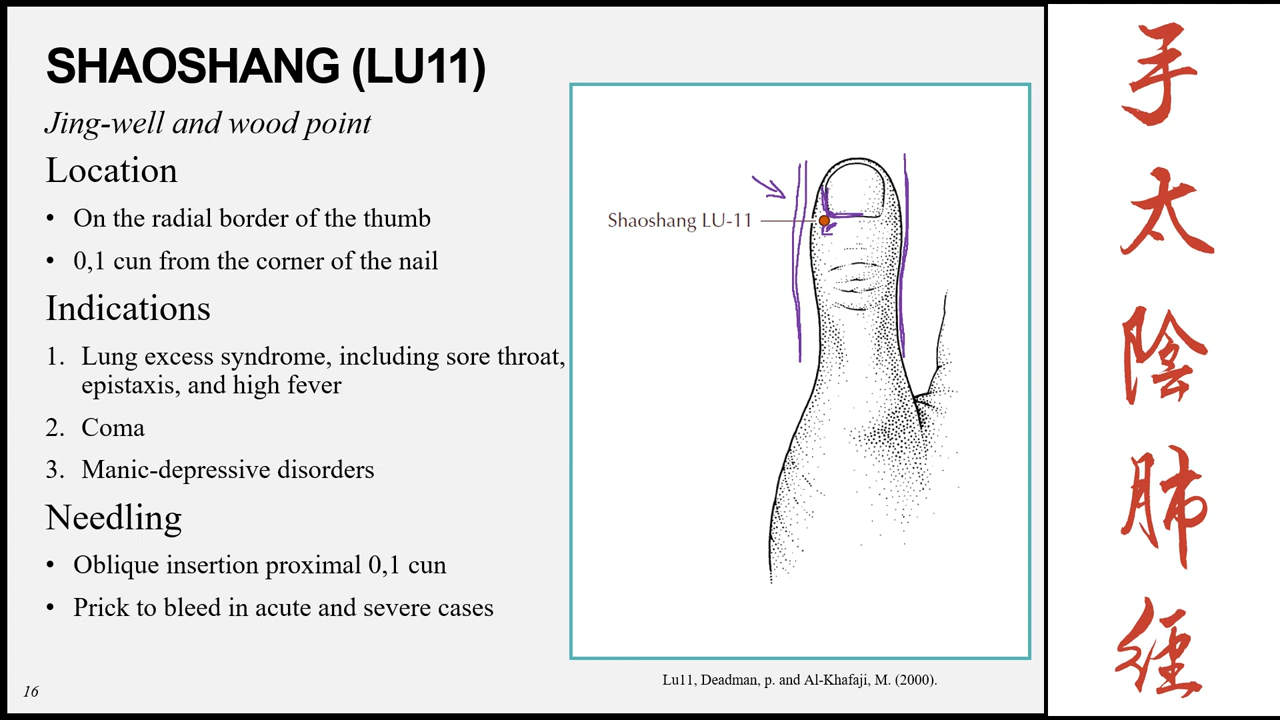 SHAOSHANG (LU11)
Jing-well and wood point
Location
• On the radial border of the thumb
• 0,1 cun from the corner of the nail
Indications
1. Lung excess syndrome, including sore throat,
epistaxis, and high fever
2. Coma
3. Manic-depressive disorders
Needling
• Oblique insertion proximal 0,1 cun
• Prick to bleed in acute and severe cases
16
Shaoshang LU-11
Lu11, Deadman, p. and Al-Khafaji, M. (2000).
手
太
陰
肺
經